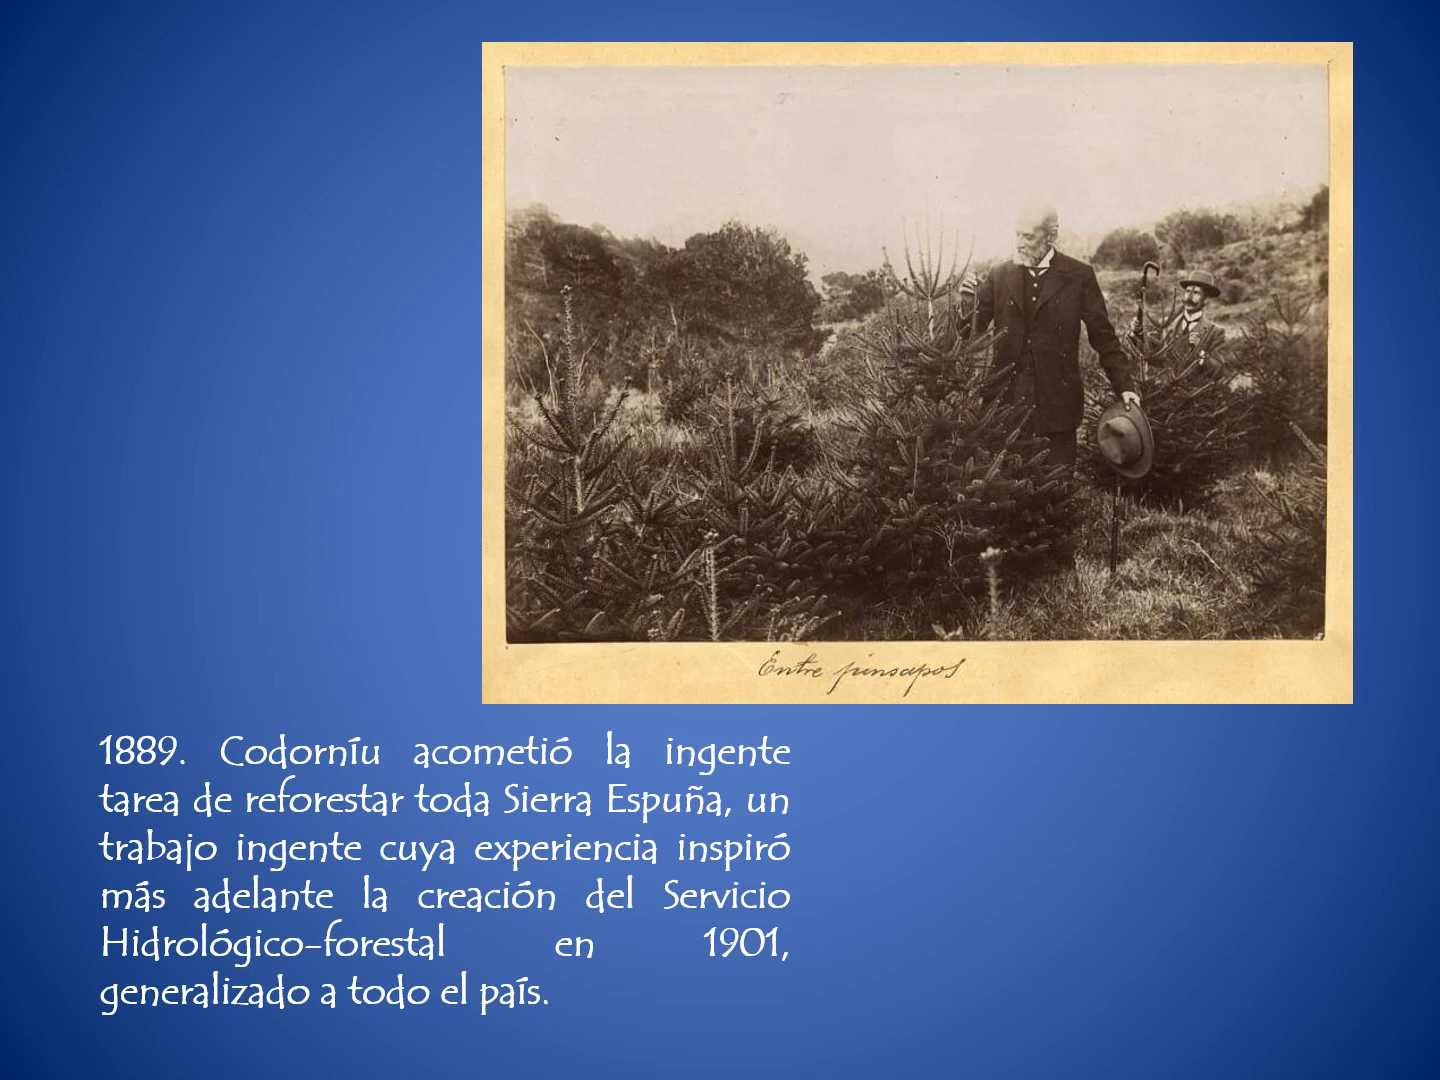 Entre pinsapos
1889. Codorníu acometió la ingente
tarea de reforestar toda Sierra Espuña, un
trabajo ingente cuya experiencia inspiró
más adelante la creación del Servicio
Hidrológico-forestal en 1901,
generalizado a todo el país.